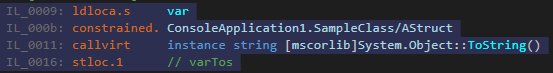 IL_0009: ldloca.s var
IL_000b: constrained. ConsoleApplication1.SampleClass/AStruct
IL_0011: callvirt instance string [mscorlib]System.Object::ToString()
IL_0016: stloc.1 // varTos